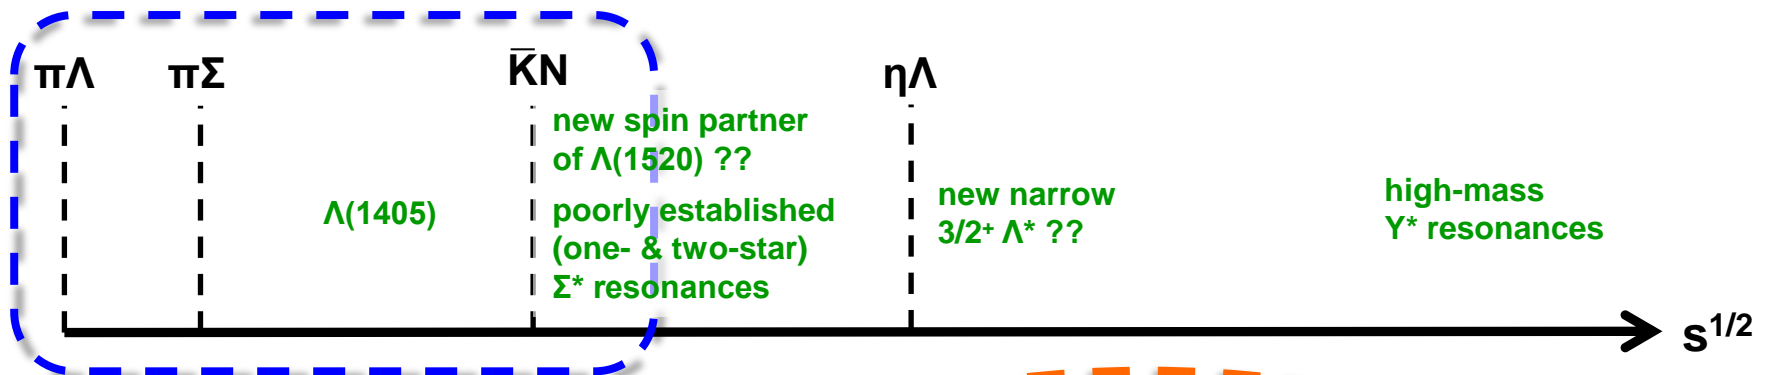 πΛ
πΣ
K̅N
ηΛ
new spin partner
of Λ(1520) ??
poorly established
(one- & two-star)
Σ* resonances
Λ(1405)
new narrow
3/2⁺ Λ* ??
high-mass
Y* resonances
s^{1/2}